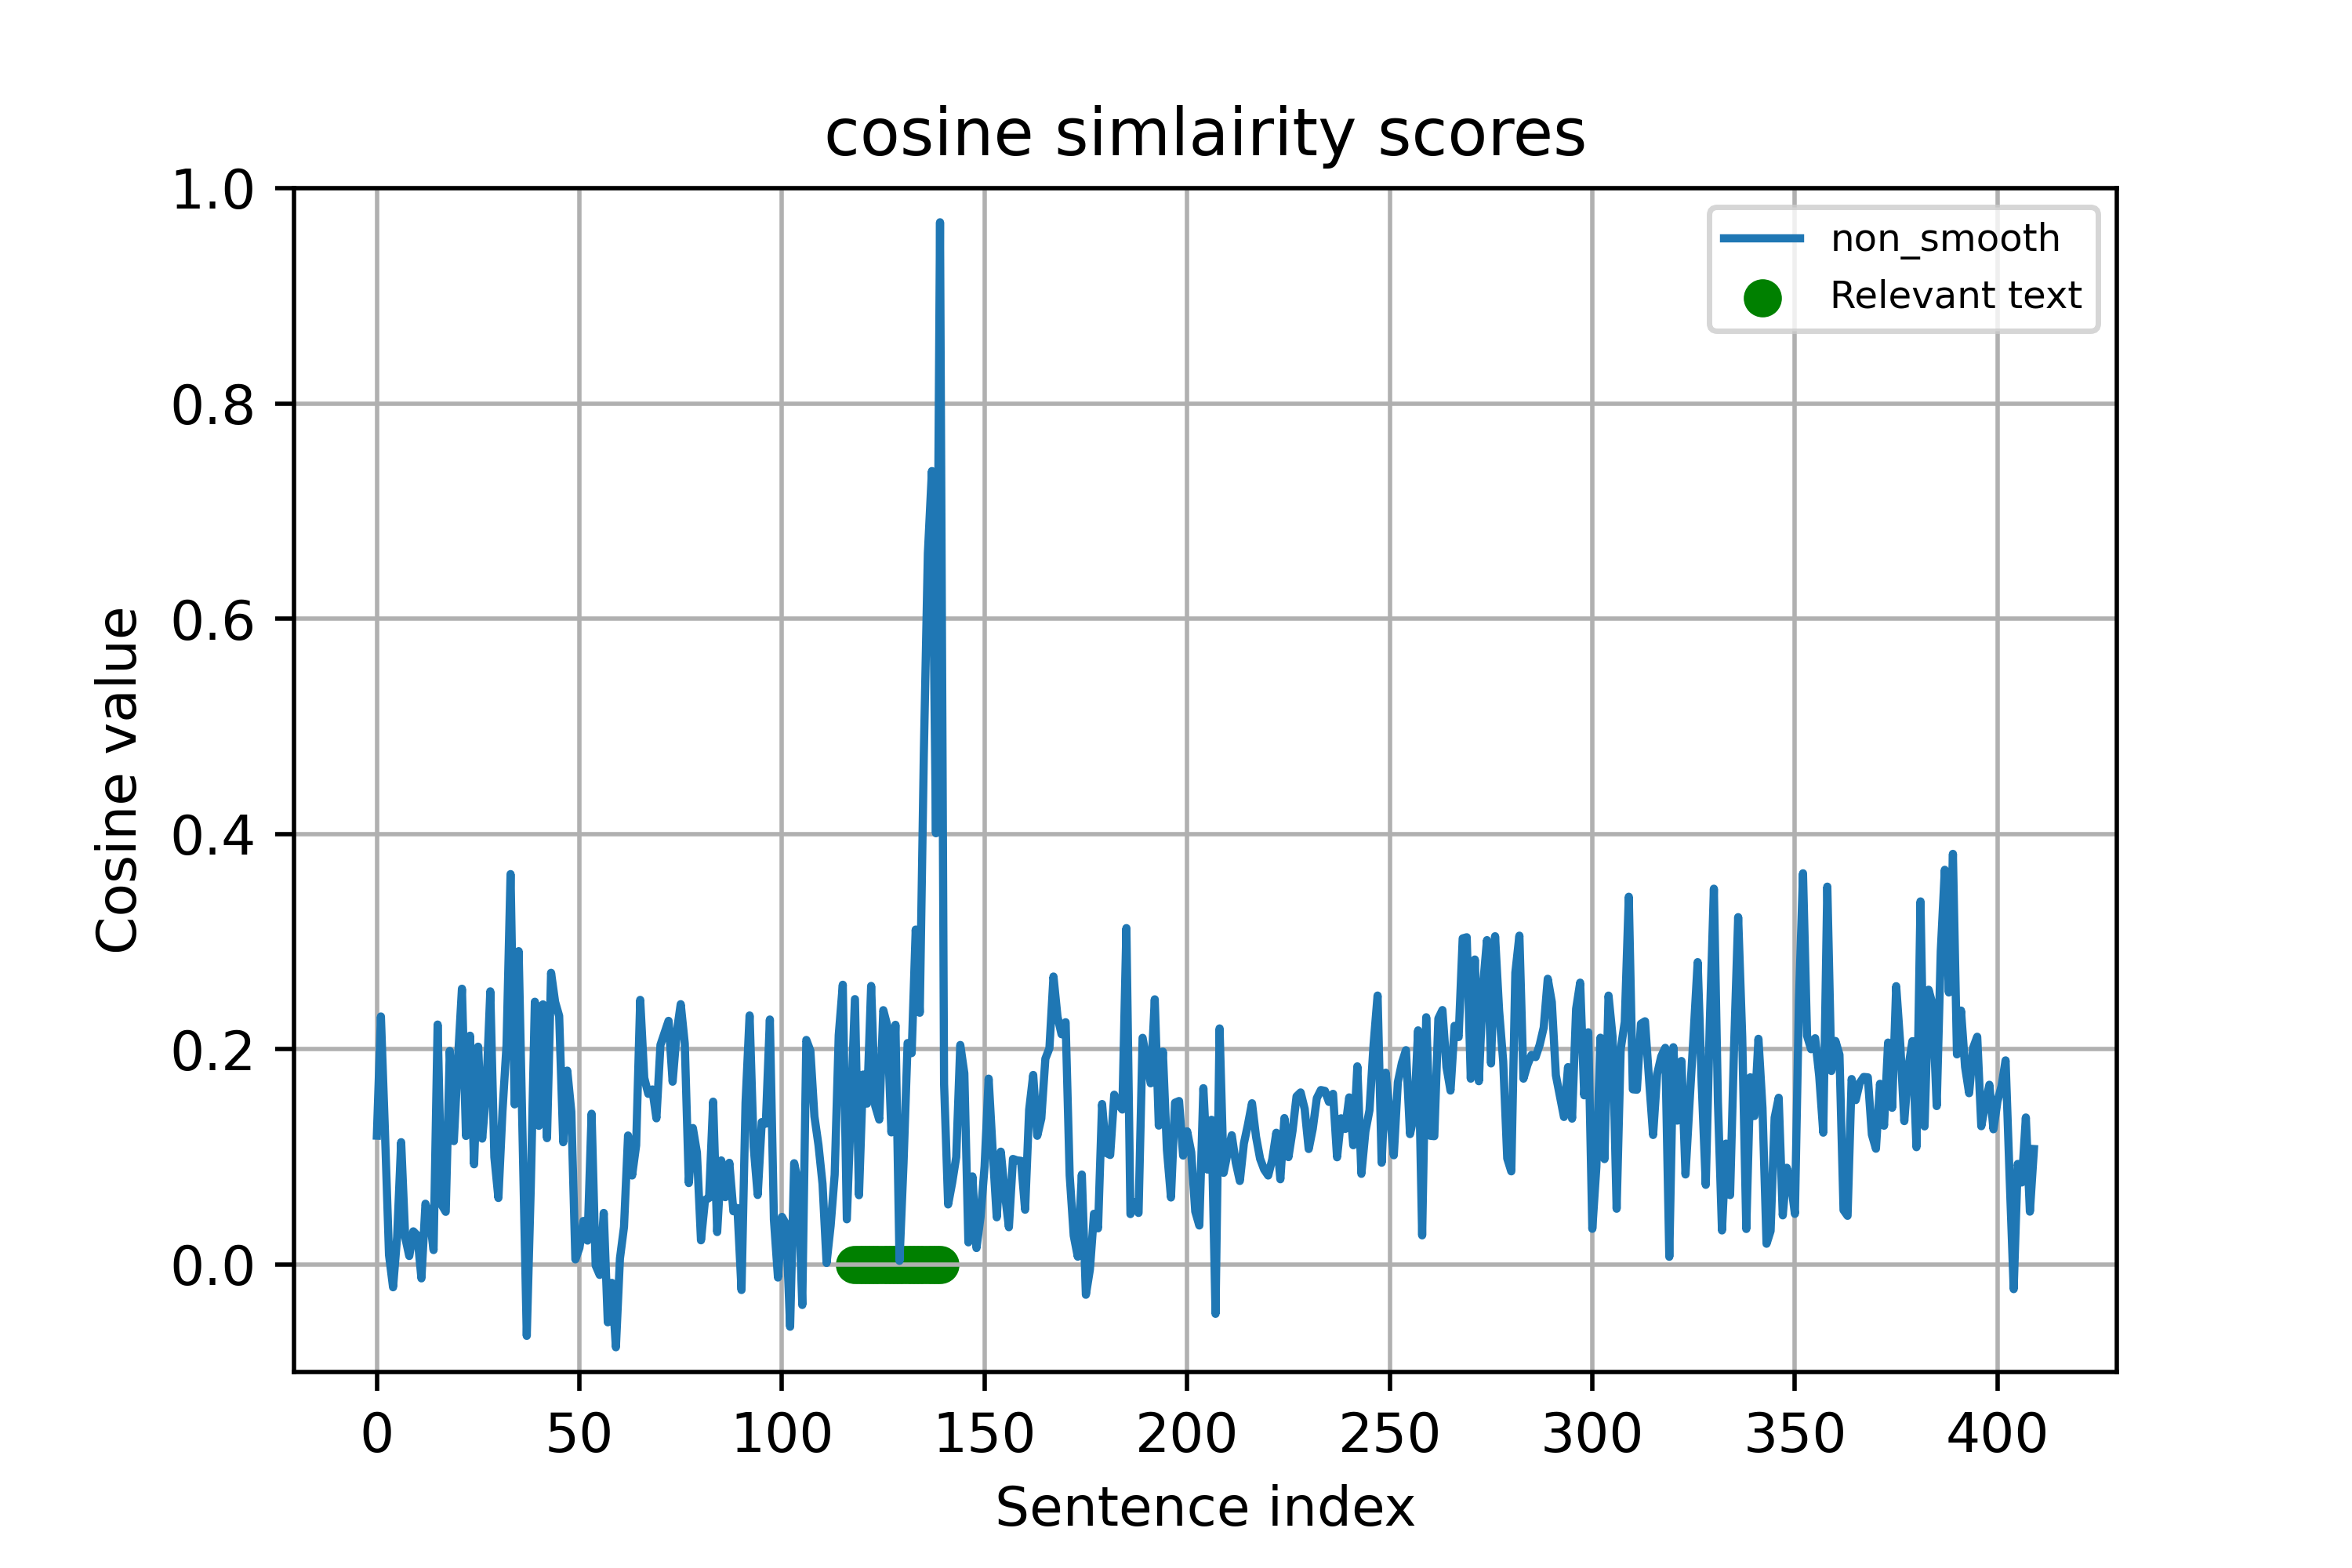 cosine simlairity scores
1.0
0.8
0.6
0.4
0.2
0.0
Cosine value
non_smooth
Relevant text
0 50 100 150 200 250 300 350 400
Sentence index